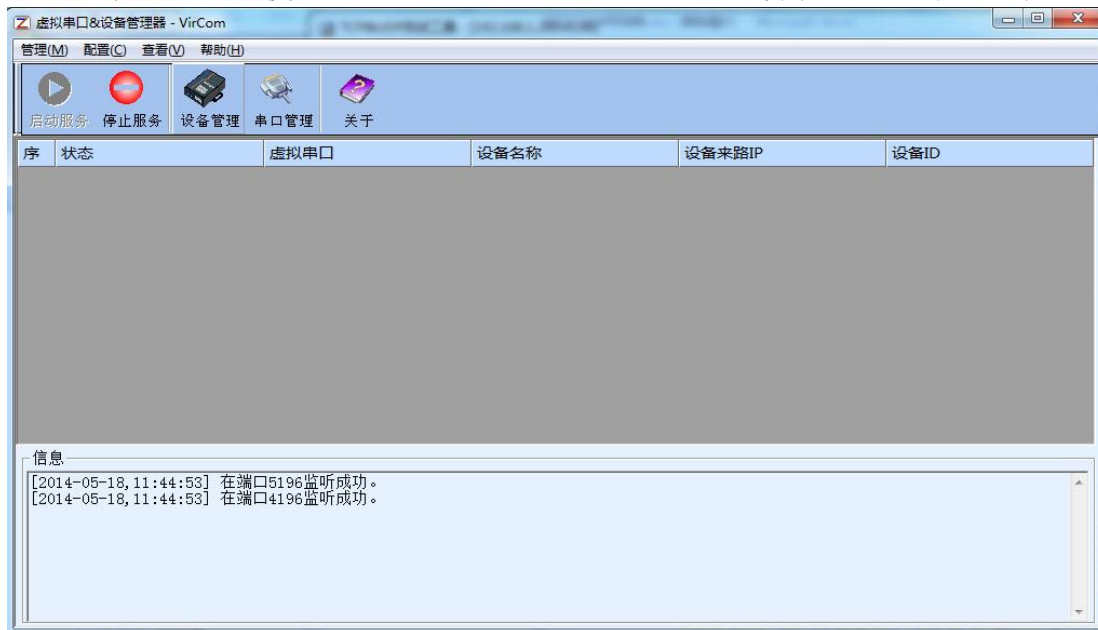 虚拟串口&设备管理器 - VirCom
管理(M) 配置(C) 查看(V) 帮助(H)
启动服务 停止服务 设备管理 串口管理 关于
序 状态 虚拟串口 设备名称 设备来路IP 设备ID
信息
[2014-05-18,11:44:53] 在端口5196监听成功。
[2014-05-18,11:44:53] 在端口4196监听成功。